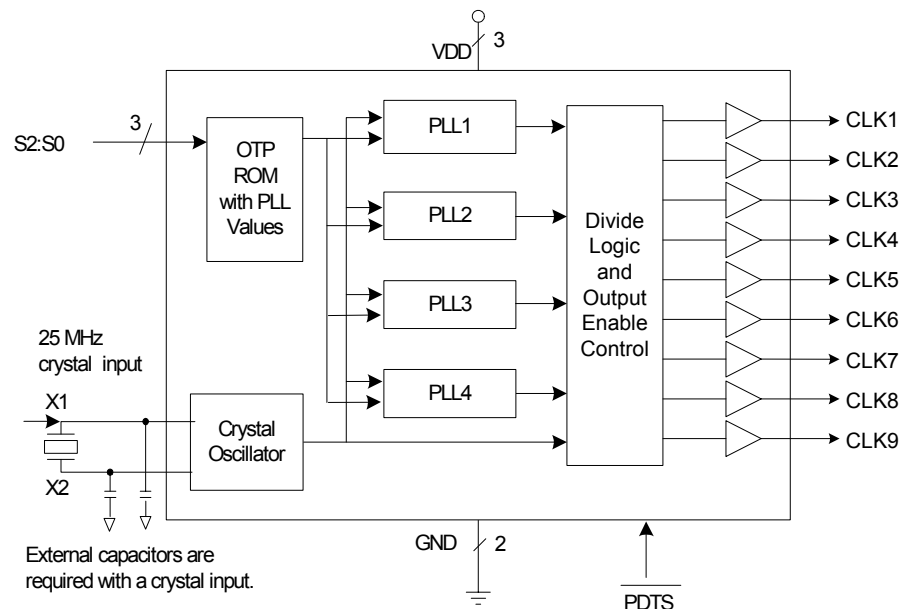 VDD
3
S2:S0
3
OTP
ROM
with PLL
Values
PLL1
PLL2
PLL3
PLL4
Divide
Logic
and
Output
Enable
Control
CLK1
CLK2
CLK3
CLK4
CLK5
CLK6
CLK7
CLK8
CLK9
25 MHz
crystal input
X1
X2
Crystal
Oscillator
External capacitors are
required with a crystal input.
GND
2
PDTS